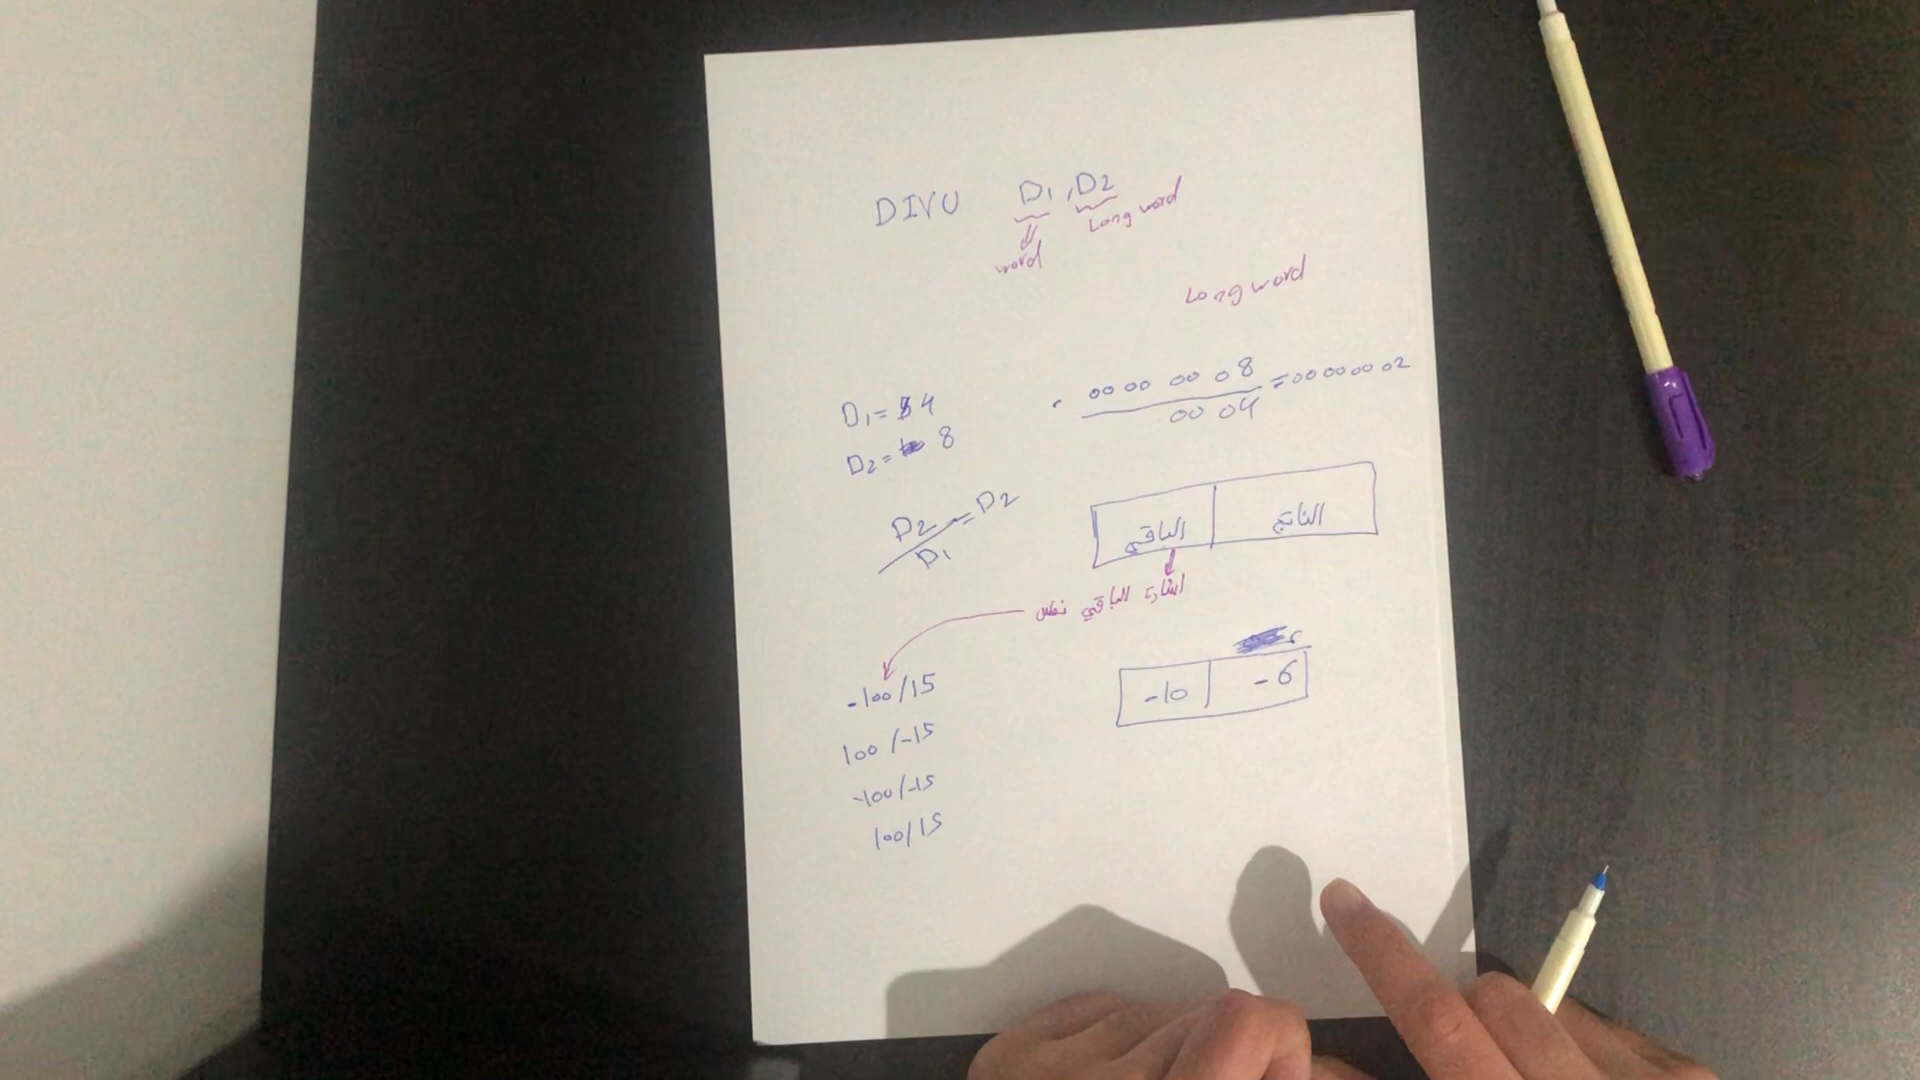 DIVU D1 , D2
word
Long word
Long word
D1 = 4
D2 = 8
00 00 00 08 / 00 04 = 00 00 00 02
D2 / D1 = D2
الباقي الناتج
اشارة الباقي نفس
-100/15
100/-15
-100/-15
100/15
-10 -6